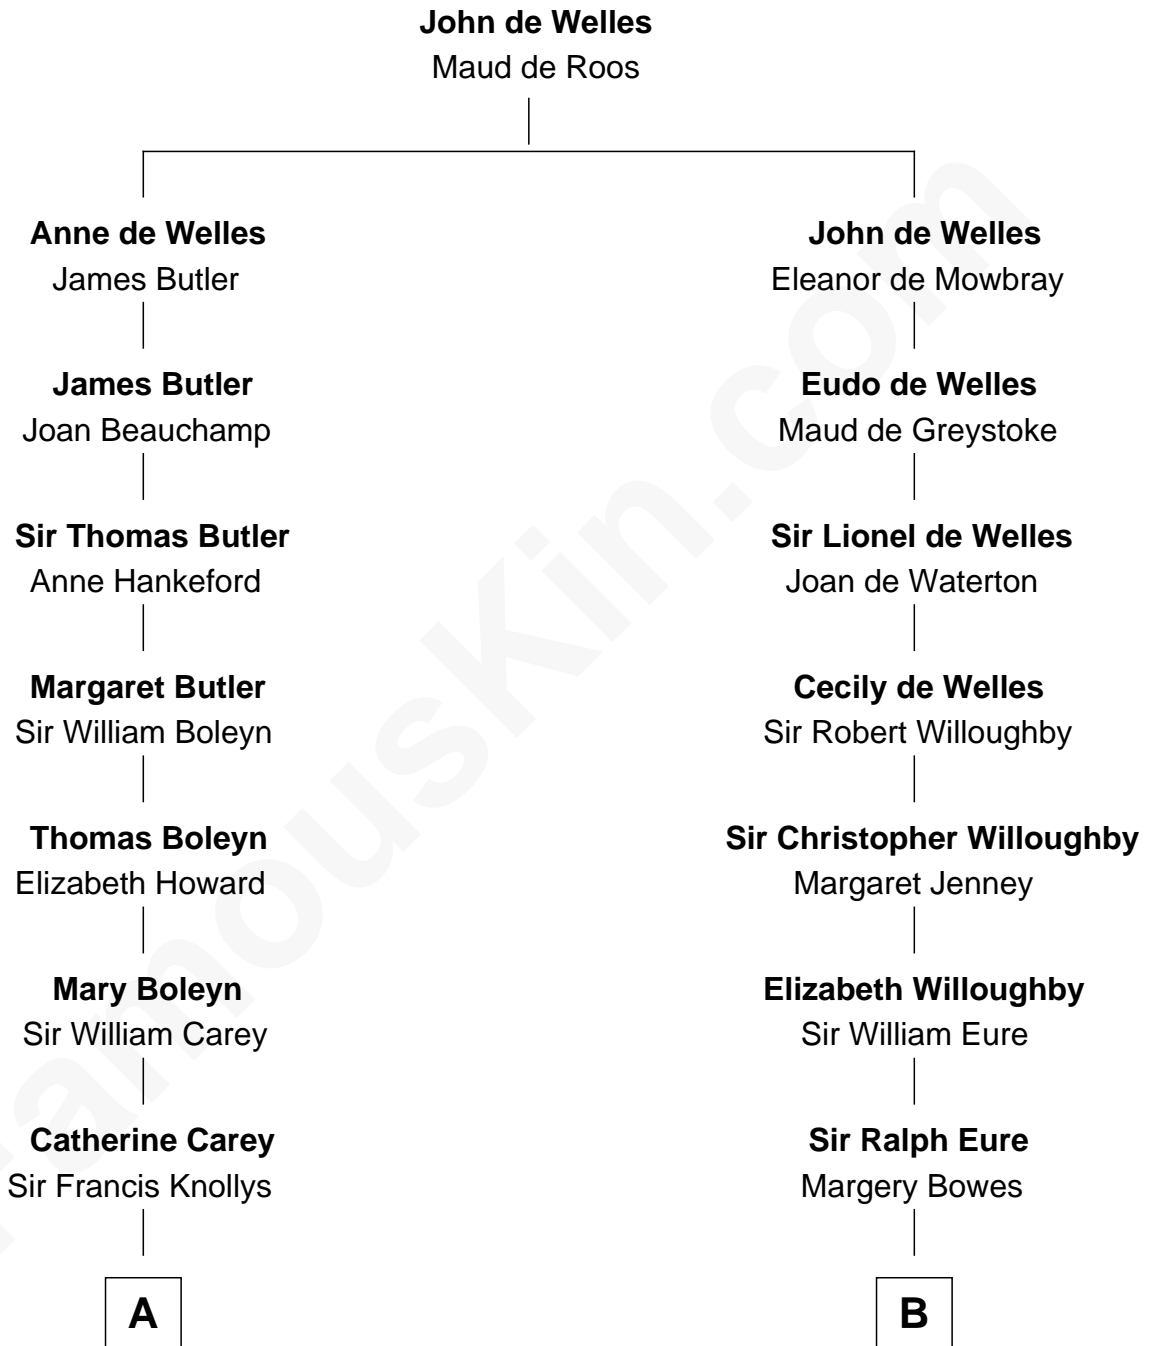 John de Welles
Maud de Roos
Anne de Welles
James Butler
John de Welles
Eleanor de Mowbray
James Butler
Joan Beauchamp
Eudo de Welles
Maud de Greystoke
Sir Thomas Butler
Anne Hankeford
Sir Lionel de Welles
Joan de Waterton
Margaret Butler
Sir William Boleyn
Cecily de Welles
Sir Robert Willoughby
Thomas Boleyn
Elizabeth Howard
Sir Christopher Willoughby
Margaret Jenney
Mary Boleyn
Sir William Carey
Elizabeth Willoughby
Sir William Eure
Catherine Carey
Sir Francis Knollys
Sir Ralph Eure
Margery Bowes
A
B
FamousKin.com